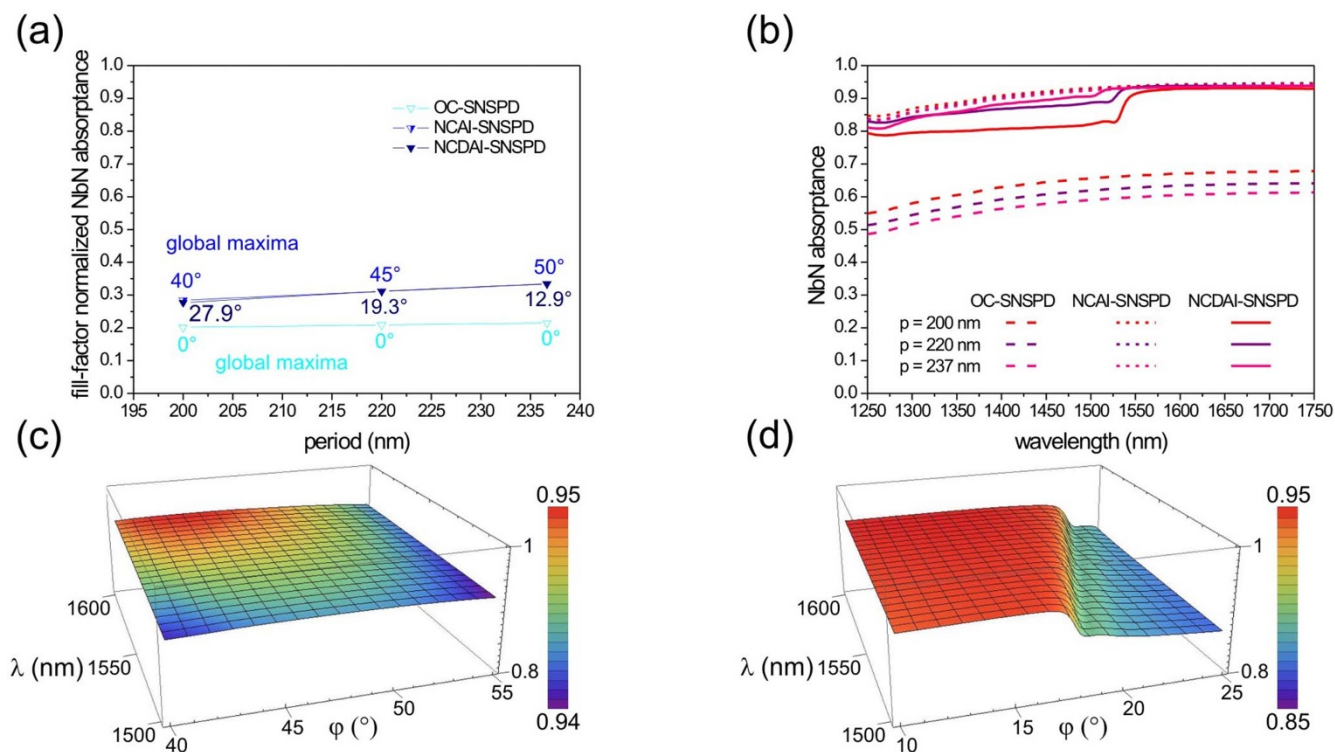 (a)
fill-factor normalized NbN absorptance
1.0
0.9
0.8
0.7
0.6
0.5
0.4
0.3
0.2
0.1
0.0
OC-SNSPD
NCAI-SNSPD
NCDAI-SNSPD
global maxima
40°
45°
50°
27.9°
19.3°
12.9°
0°
0°
0°
global maxima
195 200 205 210 215 220 225 230 235 240
period (nm)
(b)
NbN absorptance
1.0
0.9
0.8
0.7
0.6
0.5
0.4
0.3
0.2
0.1
0.0
OC-SNSPD NCAI-SNSPD NCDAI-SNSPD
p = 200 nm
p = 220 nm
p = 237 nm
1250 1300 1350 1400 1450 1500 1550 1600 1650 1700 1750
wavelength (nm)
(c)
1600
1550
1500
λ (nm)
40
45
50
55
φ (°)
1
0.8
0.95
0.94
(d)
1600
1550
1500
λ (nm)
10
15
20
25
φ (°)
1
0.8
0.95
0.85